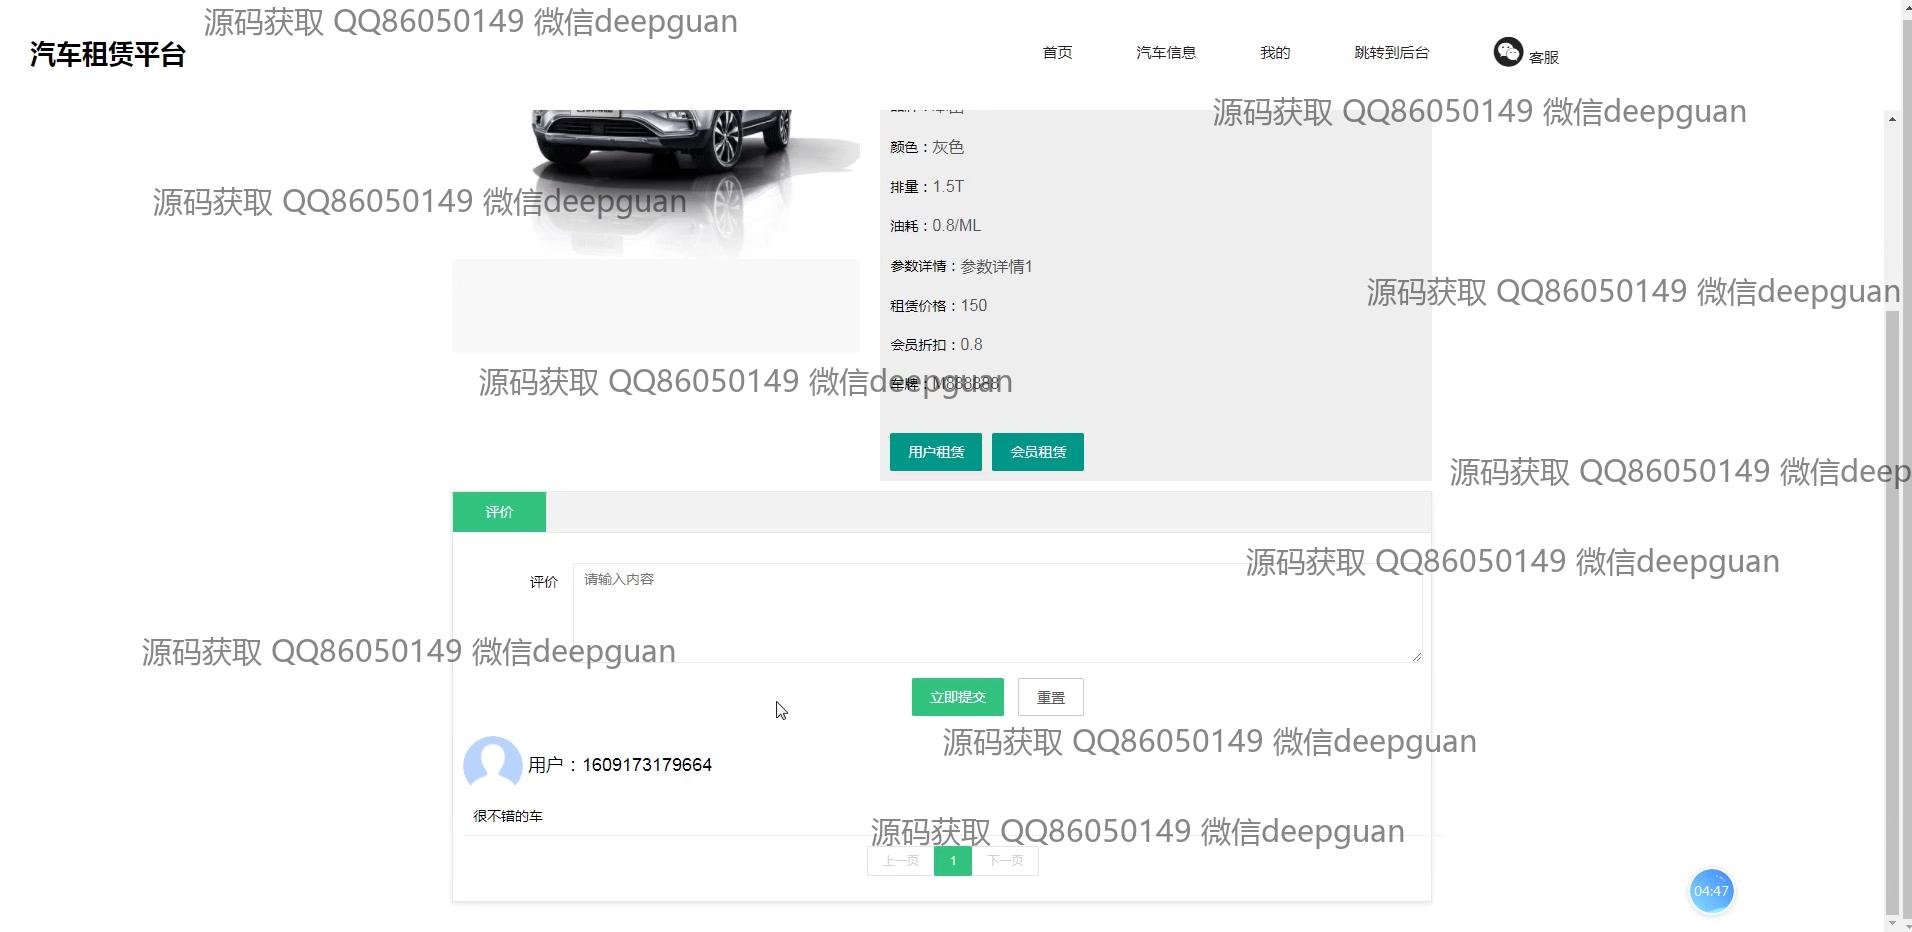 源码获取 QQ86050149 微信deepguan
汽车租赁平台
首页
汽车信息
我的
跳转到后台
客服
源码获取 QQ86050149 微信deepguan
颜色：灰色
排量：1.5T
源码获取 QQ86050149 微信deepguan
油耗：0.8/ML
参数详情：参数详情1
源码获取 QQ86050149 微信deepguan
租赁价格：150
会员折扣：0.8
源码获取 QQ86050149 微信deepguan
车牌：M888888
用户租赁
会员租赁
源码获取 QQ86050149 微信deep
评价
源码获取 QQ86050149 微信deepguan
评价
请输入内容
源码获取 QQ86050149 微信deepguan
立即提交
重置
源码获取 QQ86050149 微信deepguan
用户：1609173179664
很不错的车
源码获取 QQ86050149 微信deepguan
上一页
1
下一页
04:47